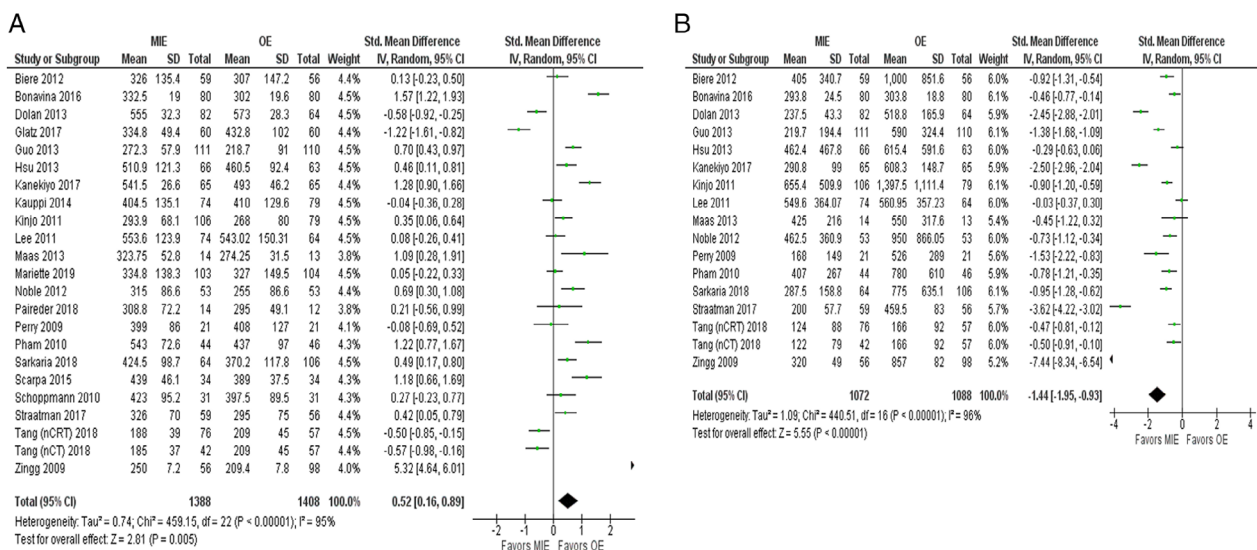 A
MIE OE Std. Mean Difference Std. Mean Difference
Study or Subgroup Mean SD Total Mean SD Total Weight IV, Random, 95% CI IV, Random, 95% CI
Biere 2012 326 135.4 59 307 147.2 56 4.4% 0.13 [-0.23, 0.50]
Bonavina 2016 332.5 19 80 302 19.6 80 4.5% 1.57 [1.22, 1.93]
Dolan 2013 555 32.3 82 573 28.3 64 4.5% -0.58 [-0.92, -0.25]
Glatz 2017 334.8 49.4 60 432.8 102 60 4.4% -1.22 [-1.61, -0.82]
Guo 2013 272.3 57.9 111 218.7 91 110 4.5% 0.70 [0.43, 0.97]
Hsu 2013 510.9 121.3 66 460.5 92.4 63 4.4% 0.46 [0.11, 0.81]
Kanekiyo 2017 541.5 26.6 65 493 46.2 65 4.4% 1.28 [0.90, 1.66]
Kauppi 2014 404.5 135.1 74 410 129.6 79 4.5% -0.04 [-0.36, 0.28]
Kinjo 2011 293.9 68.1 106 268 80 79 4.5% 0.35 [0.06, 0.64]
Lee 2011 553.6 123.9 74 543.02 150.31 64 4.5% 0.08 [-0.26, 0.41]
Maas 2013 323.75 52.8 14 274.25 31.5 13 3.8% 1.09 [0.28, 1.91]
Mariette 2019 334.8 138.3 103 327 149.5 104 4.5% 0.05 [-0.22, 0.33]
Noble 2012 315 86.6 53 255 86.6 53 4.4% 0.69 [0.30, 1.08]
Paireder 2018 308.8 72.2 14 295 49.1 12 3.9% 0.21 [-0.56, 0.99]
Perry 2009 399 86 21 408 127 21 4.2% -0.08 [-0.69, 0.52]
Pham 2010 543 72.6 44 437 97 46 4.3% 1.22 [0.77, 1.67]
Sarkaria 2018 424.5 98.7 64 370.2 117.8 106 4.5% 0.49 [0.17, 0.80]
Scarpa 2015 439 46.1 34 389 37.5 34 4.2% 1.18 [0.66, 1.69]
Schoppmann 2010 423 95.2 31 397.5 89.5 31 4.3% 0.27 [-0.23, 0.77]
Straatman 2017 326 70 59 295 75 56 4.4% 0.42 [0.05, 0.79]
Tang (nCRT) 2018 188 39 76 209 45 57 4.4% -0.50 [-0.85, -0.15]
Tang (nCT) 2018 185 37 42 209 45 57 4.4% -0.57 [-0.98, -0.16]
Zingg 2009 250 7.2 56 209.4 7.8 98 4.5% 5.32 [4.64, 6.01]
Total (95% CI) 1388 1408 100.0% 0.52 [0.16, 0.89]
Heterogeneity: Tau² = 0.74; Chi² = 459.15, df = 22 (P < 0.00001); I² = 95%
Test for overall effect: Z = 2.81 (P = 0.005)
-2 -1 0 1 2
Favors MIE Favors OE
B
MIE OE Std. Mean Difference Std. Mean Difference
Study or Subgroup Mean SD Total Mean SD Total Weight IV, Random, 95% CI IV, Random, 95% CI
Biere 2012 405 340.7 59 1,000 851.6 56 6.0% -0.92 [-1.31, -0.54]
Bonavina 2016 293.8 24.5 80 303.8 18.8 80 6.1% -0.46 [-0.77, -0.14]
Dolan 2013 237.5 43.3 82 518.8 165.9 64 6.0% -2.45 [-2.88, -2.01]
Guo 2013 219.7 194.4 111 590 324.4 110 6.1% -1.38 [-1.68, -1.09]
Hsu 2013 462.4 467.8 66 615.4 591.6 63 6.1% -0.29 [-0.63, 0.06]
Kanekiyo 2017 290.8 99 65 608.3 148.7 65 5.9% -2.50 [-2.96, -2.04]
Kinjo 2011 655.4 509.9 106 1,397.5 1,111.4 79 6.1% -0.90 [-1.20, -0.59]
Lee 2011 549.6 364.07 74 560.95 357.23 64 6.1% -0.03 [-0.37, 0.30]
Maas 2013 425 216 14 550 317.6 13 5.4% -0.45 [-1.22, 0.32]
Noble 2012 462.5 360.9 53 950 866.05 53 6.0% -0.73 [-1.12, -0.34]
Perry 2009 168 149 21 526 289 21 5.6% -1.53 [-2.22, -0.83]
Pham 2010 407 267 44 780 610 46 6.0% -0.78 [-1.21, -0.35]
Sarkaria 2018 287.5 158.8 64 775 635.1 106 6.1% -0.95 [-1.28, -0.62]
Straatman 2017 200 57.7 59 459.5 83 56 5.7% -3.62 [-4.22, -3.02]
Tang (nCRT) 2018 124 88 76 166 92 57 6.1% -0.47 [-0.81, -0.12]
Tang (nCT) 2018 122 79 42 166 92 57 6.0% -0.50 [-0.91, -0.10]
Zingg 2009 320 49 56 857 82 98 5.2% -7.44 [-8.34, -6.54]
Total (95% CI) 1072 1088 100.0% -1.44 [-1.95, -0.93]
Heterogeneity: Tau² = 1.09; Chi² = 440.51, df = 16 (P < 0.00001); I² = 96%
Test for overall effect: Z = 5.55 (P < 0.00001)
-4 -2 0 2 4
Favors MIE Favors OE